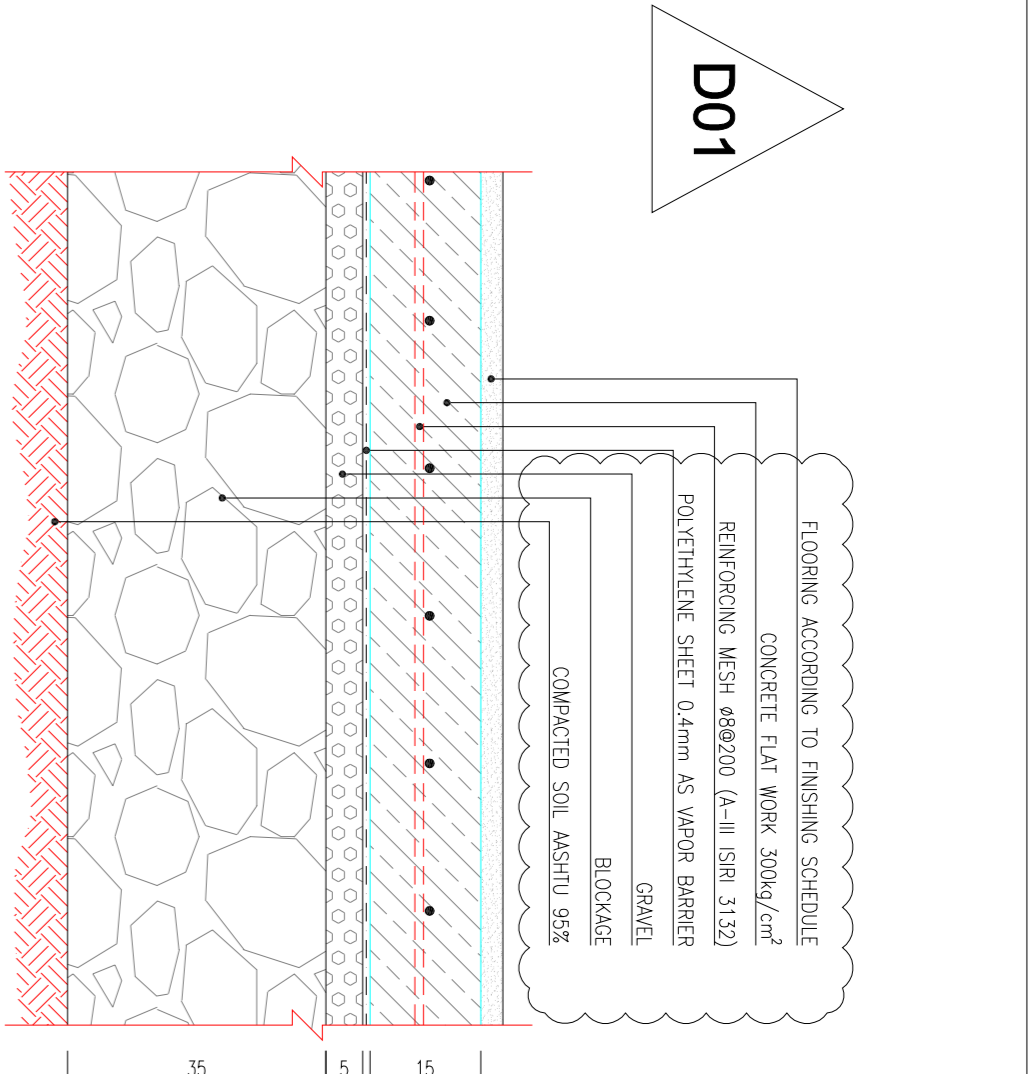 D01
FLOORING ACCORDING TO FINISHING SCHEDULE
CONCRETE FLAT WORK 300kg/cm²
REINFORCING MESH ø8@200 (A-III ISIRI 3132)
POLYETHYLENE SHEET 0.4mm AS VAPOR BARRIER
GRAVEL
BLOCKAGE
COMPACTED SOIL AASHTU 95%
35
5
15